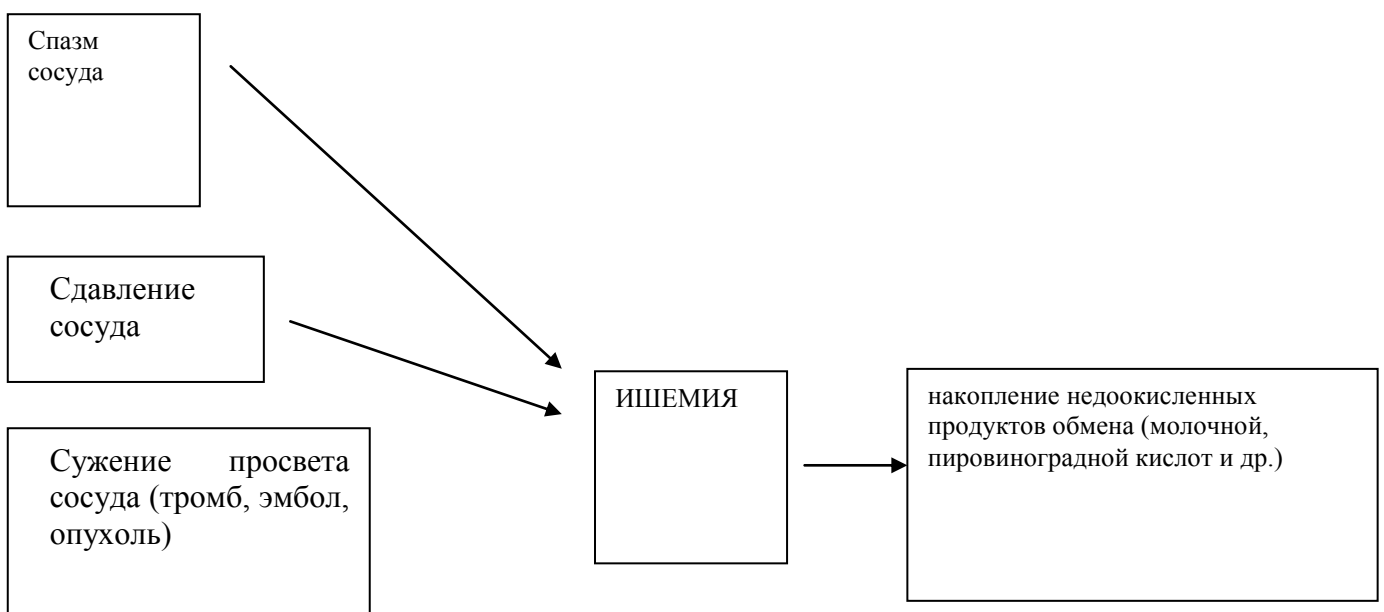 Спазм
сосуда
Сдавление
сосуда
Сужение просвета
сосуда (тромб, эмбол,
опухоль)
ИШЕМИЯ
накопление недоокисленных
продуктов обмена (молочной,
пировиноградной кислот и др.)